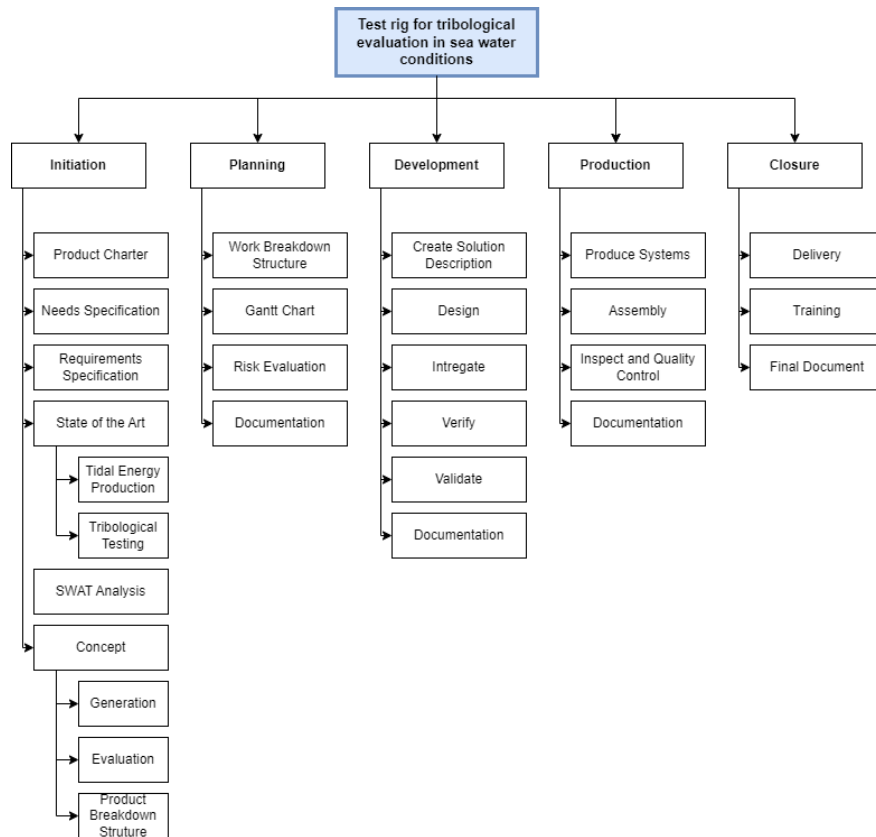 Test rig for tribological
evaluation in sea water
conditions
Initiation
Planning
Development
Production
Closure
Product Charter
Needs Specification
Requirements
Specification
State of the Art
Tidal Energy
Production
Tribological
Testing
SWAT Analysis
Concept
Generation
Evaluation
Product
Breakdown
Struture
Work Breakdown
Structure
Gantt Chart
Risk Evaluation
Documentation
Create Solution
Description
Design
Intregate
Verify
Validate
Documentation
Produce Systems
Assembly
Inspect and Quality
Control
Documentation
Delivery
Training
Final Document